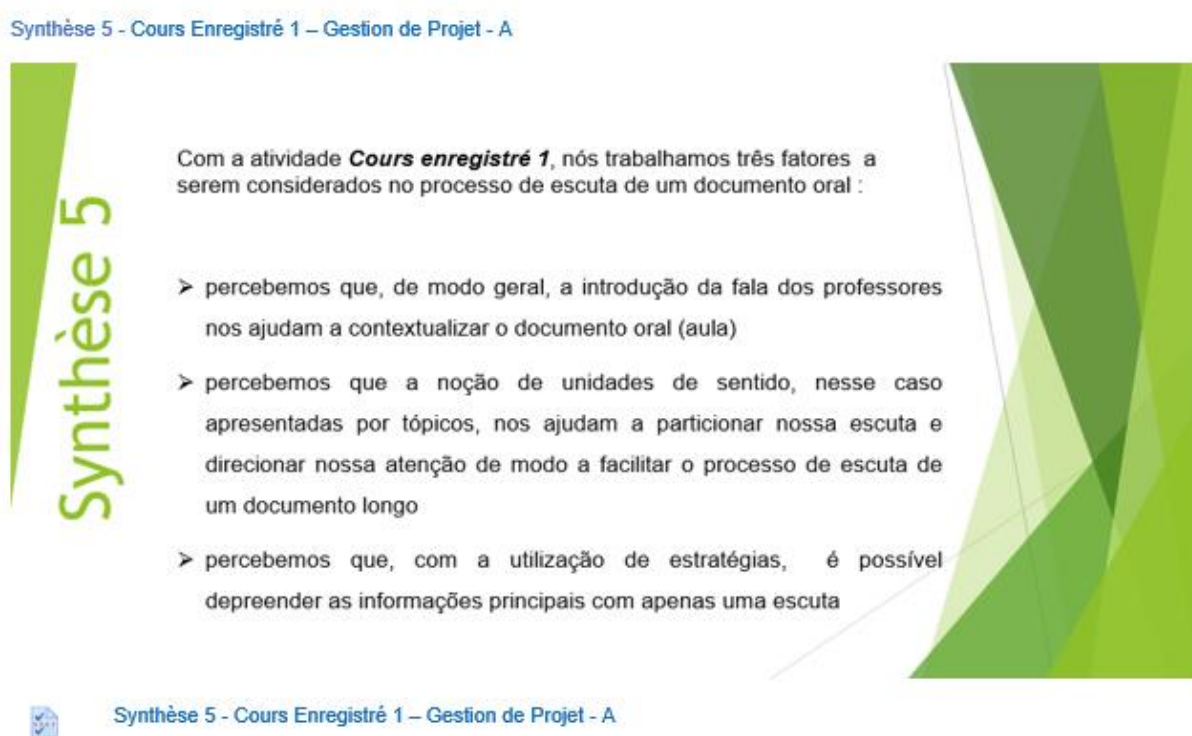 Synthèse 5 - Cours Enregistré 1 – Gestion de Projet - A
Synthèse 5
Com a atividade Cours enregistré 1, nós trabalhamos três fatores a
serem considerados no processo de escuta de um documento oral :
➢ percebemos que, de modo geral, a introdução da fala dos professores
nos ajudam a contextualizar o documento oral (aula)
➢ percebemos que a noção de unidades de sentido, nesse caso
apresentadas por tópicos, nos ajudam a particionar nossa escuta e
direcionar nossa atenção de modo a facilitar o processo de escuta de
um documento longo
➢ percebemos que, com a utilização de estratégias, é possível
depreender as informações principais com apenas uma escuta
Synthèse 5 - Cours Enregistré 1 – Gestion de Projet - A